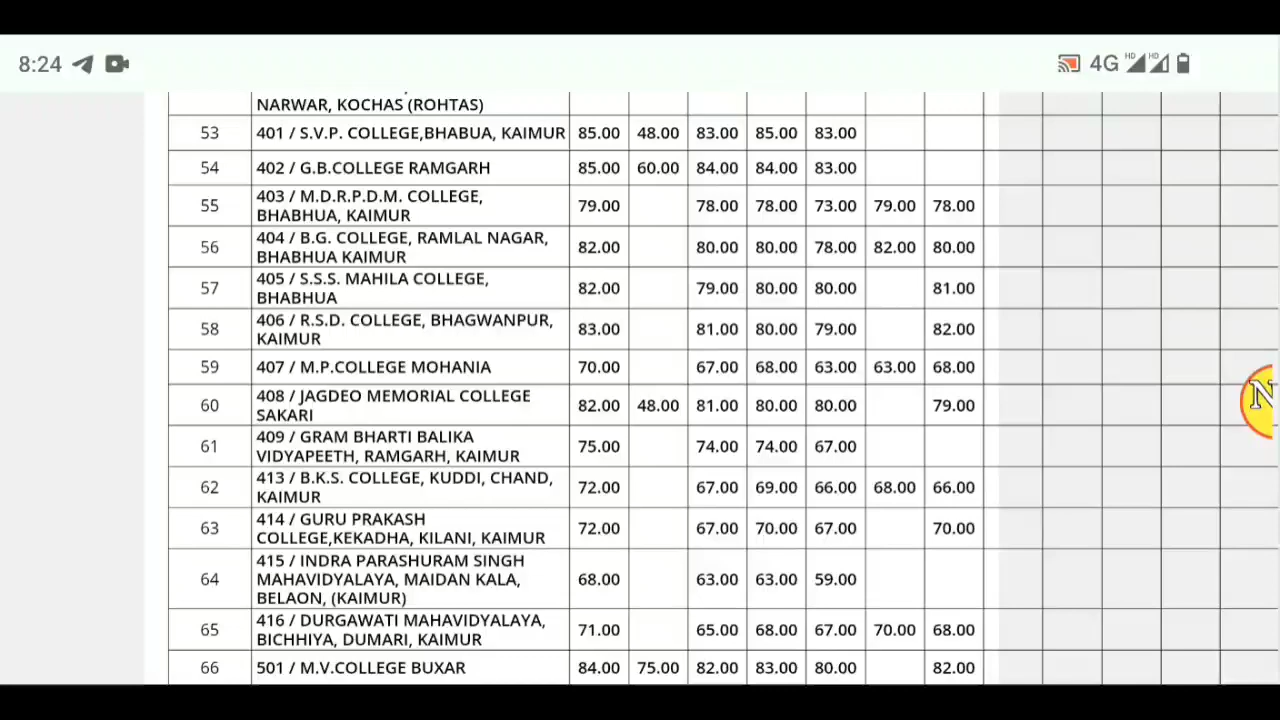 8:24 4G HD HD
NARWAR, KOCHAS (ROHTAS)
53 401 / S.V.P. COLLEGE,BHABUA, KAIMUR 85.00 48.00 83.00 85.00 83.00
54 402 / G.B.COLLEGE RAMGARH 85.00 60.00 84.00 84.00 83.00
55 403 / M.D.R.P.D.M. COLLEGE, 79.00 78.00 78.00 73.00 79.00 78.00
BHABHUA, KAIMUR
56 404 / B.G. COLLEGE, RAMLAL NAGAR, 82.00 80.00 80.00 78.00 82.00 80.00
BHABHUA KAIMUR
57 405 / S.S.S. MAHILA COLLEGE, 82.00 79.00 80.00 80.00 81.00
BHABHUA
58 406 / R.S.D. COLLEGE, BHAGWANPUR, 83.00 81.00 80.00 79.00 82.00
KAIMUR
59 407 / M.P.COLLEGE MOHANIA 70.00 67.00 68.00 63.00 63.00 68.00
60 408 / JAGDEO MEMORIAL COLLEGE 82.00 48.00 81.00 80.00 80.00 79.00
SAKARI
61 409 / GRAM BHARTI BALIKA 75.00 74.00 74.00 67.00
VIDYAPEETH, RAMGARH, KAIMUR
62 413 / B.K.S. COLLEGE, KUDDI, CHAND, 72.00 67.00 69.00 66.00 68.00 66.00
KAIMUR
63 414 / GURU PRAKASH 72.00 67.00 70.00 67.00 70.00
COLLEGE,KEKADHA, KILANI, KAIMUR
64 415 / INDRA PARASHURAM SINGH 68.00 63.00 63.00 59.00
MAHAVIDYALAYA, MAIDAN KALA,
BELAON, (KAIMUR)
65 416 / DURGAWATI MAHAVIDYALAYA, 71.00 65.00 68.00 67.00 70.00 68.00
BICHHIYA, DUMARI, KAIMUR
66 501 / M.V.COLLEGE BUXAR 84.00 75.00 82.00 83.00 80.00 82.00
N